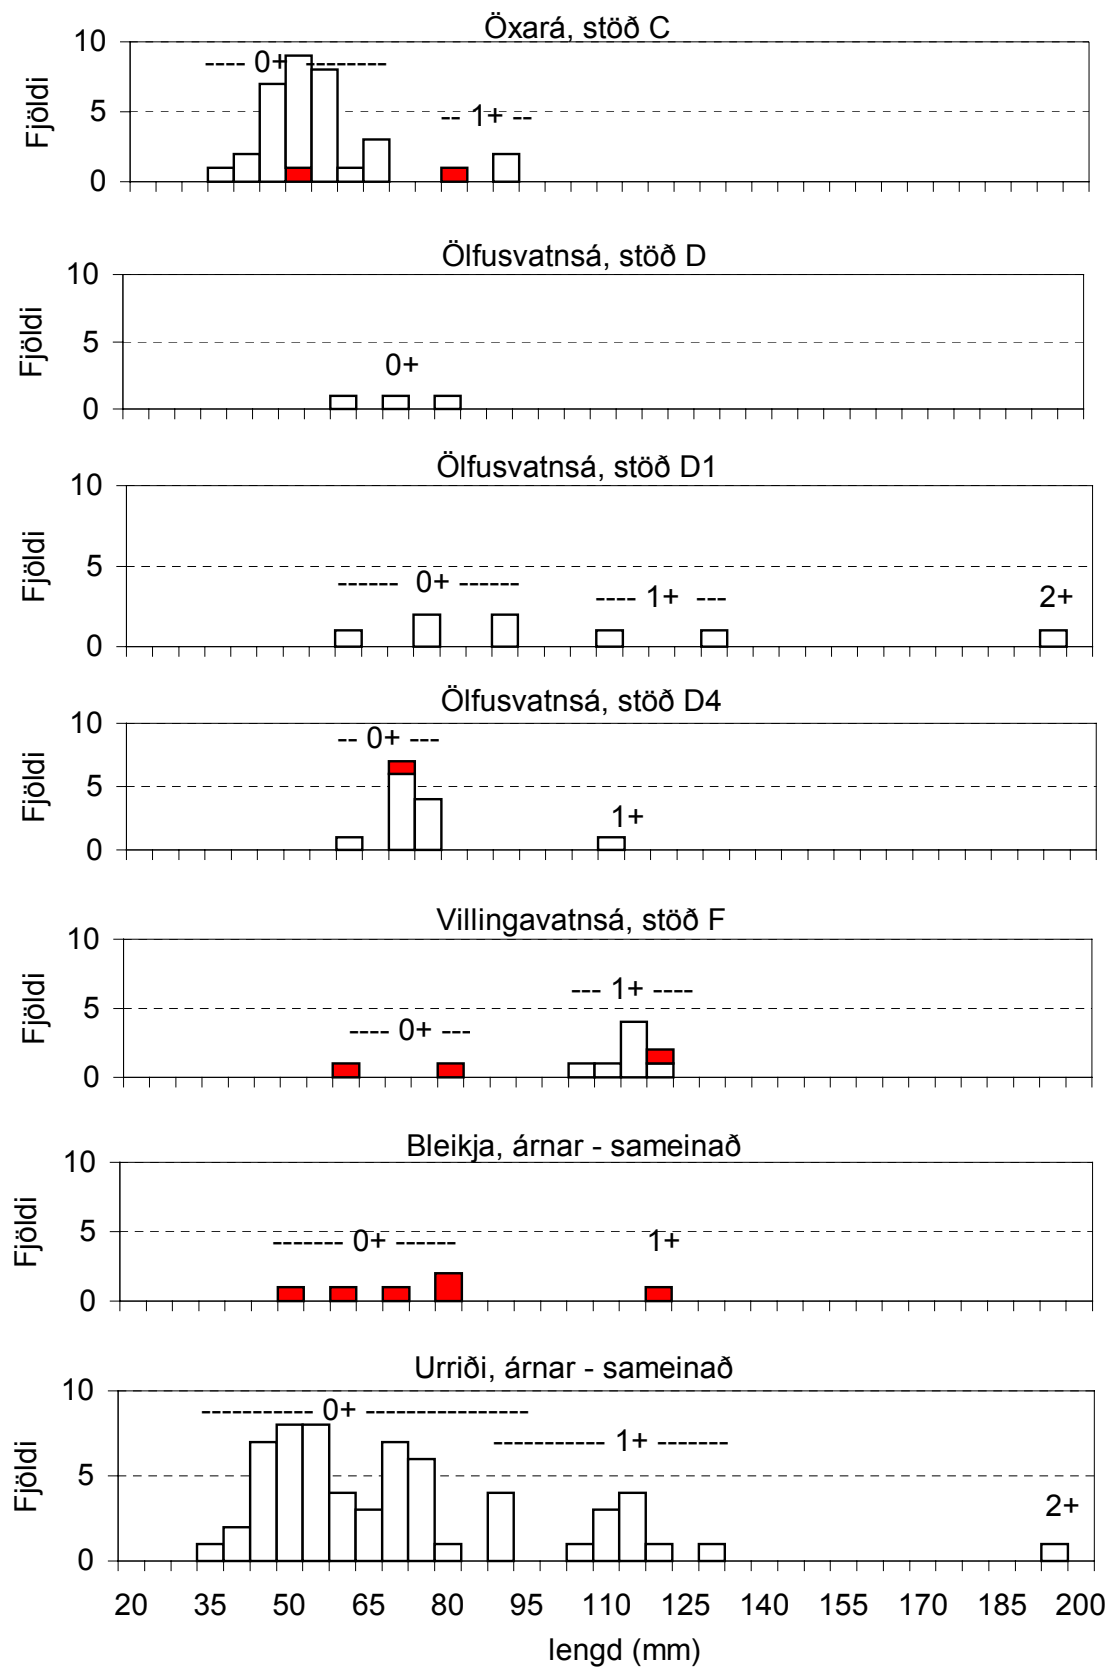 Öxará, stöð C
10
5
0
Fjöldi
---- 0+ --------
-- 1+ --
Ölfusvatnsá, stöð D
10
5
0
Fjöldi
0+
Ölfusvatnsá, stöð D1
10
5
0
Fjöldi
------ 0+ ------
---- 1+ ---
2+
Ölfusvatnsá, stöð D4
10
5
0
Fjöldi
-- 0+ ---
1+
Villingavatnsá, stöð F
10
5
0
Fjöldi
---- 0+ ---
--- 1+ ----
Bleikja, árnar - sameinað
10
5
0
Fjöldi
------- 0+ ------
1+
Urriði, árnar - sameinað
10
5
0
Fjöldi
----------- 0+ ----------------
----------- 1+ -------
2+
20 35 50 65 80 95 110 125 140 155 170 185 200
lengd (mm)